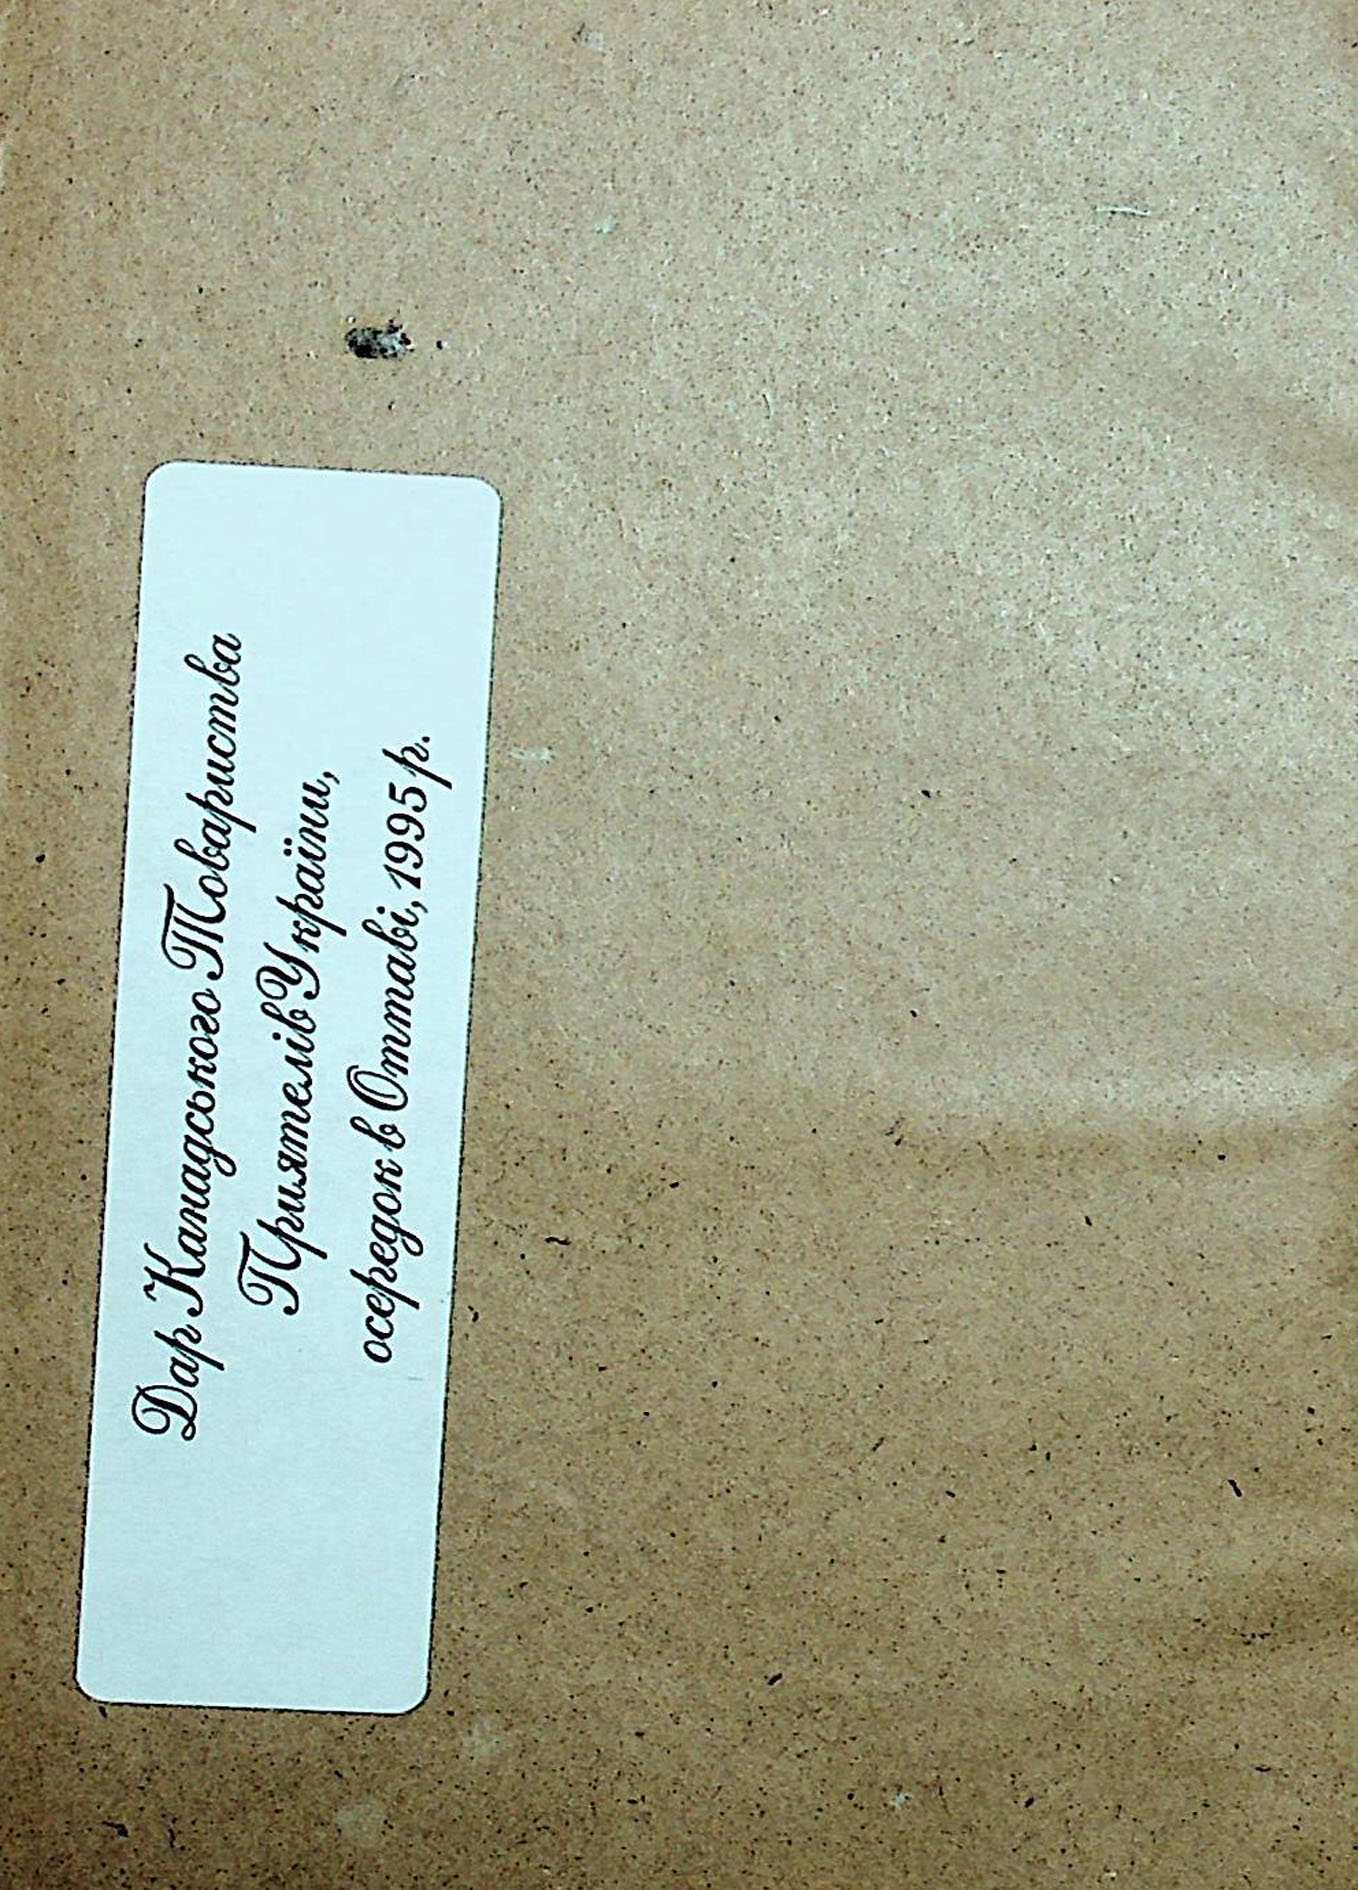 Дар Канадського Товариства
Приятелів України,
осередок в Оттаві, 1995 р.